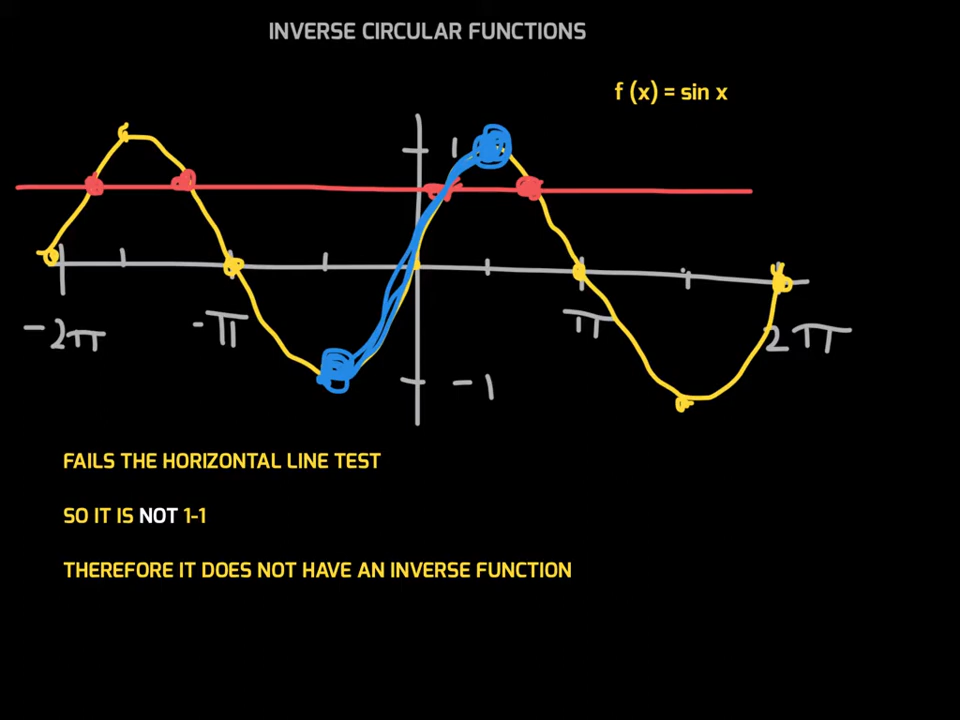 INVERSE CIRCULAR FUNCTIONS
f (x) = sin x
1
-2π
-π
π
2π
-1
FAILS THE HORIZONTAL LINE TEST
SO IT IS NOT 1-1
THEREFORE IT DOES NOT HAVE AN INVERSE FUNCTION